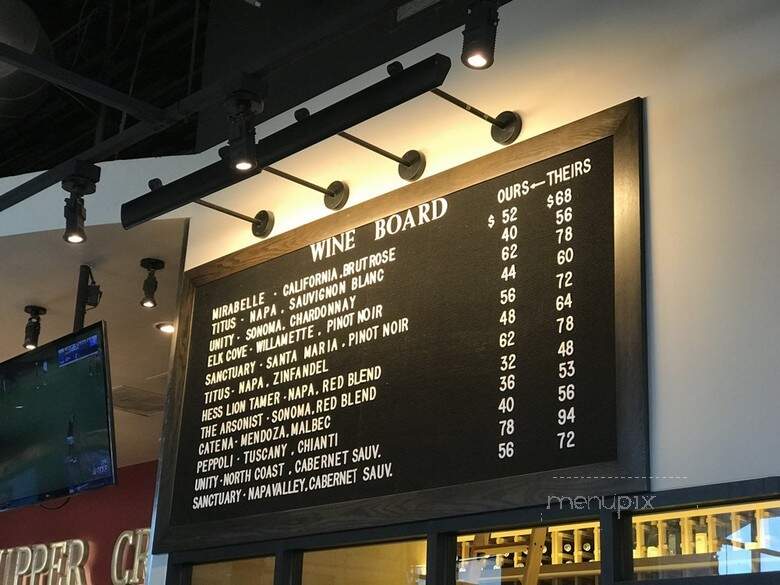 WINE BOARD
OURS←THEIRS
MIRABELLE · CALIFORNIA, BRUT ROSE $ 52 $68
TITUS · NAPA, SAUVIGNON BLANC 40 56
UNITY · SONOMA, CHARDONNAY 62 78
ELK COVE · WILLAMETTE, PINOT NOIR 44 60
SANCTUARY · SANTA MARIA, PINOT NOIR 56 72
TITUS · NAPA, ZINFANDEL 48 64
HESS LION TAMER · NAPA, RED BLEND 62 78
THE ARSONIST · SONOMA, RED BLEND 32 48
CATENA · MENDOZA, MALBEC 36 53
PEPPOLI · TUSCANY, CHIANTI 40 56
UNITY · NORTH COAST, CABERNET SAUV. 78 94
SANCTUARY · NAPA VALLEY, CABERNET SAUV. 56 72
menupix
UPPER CR